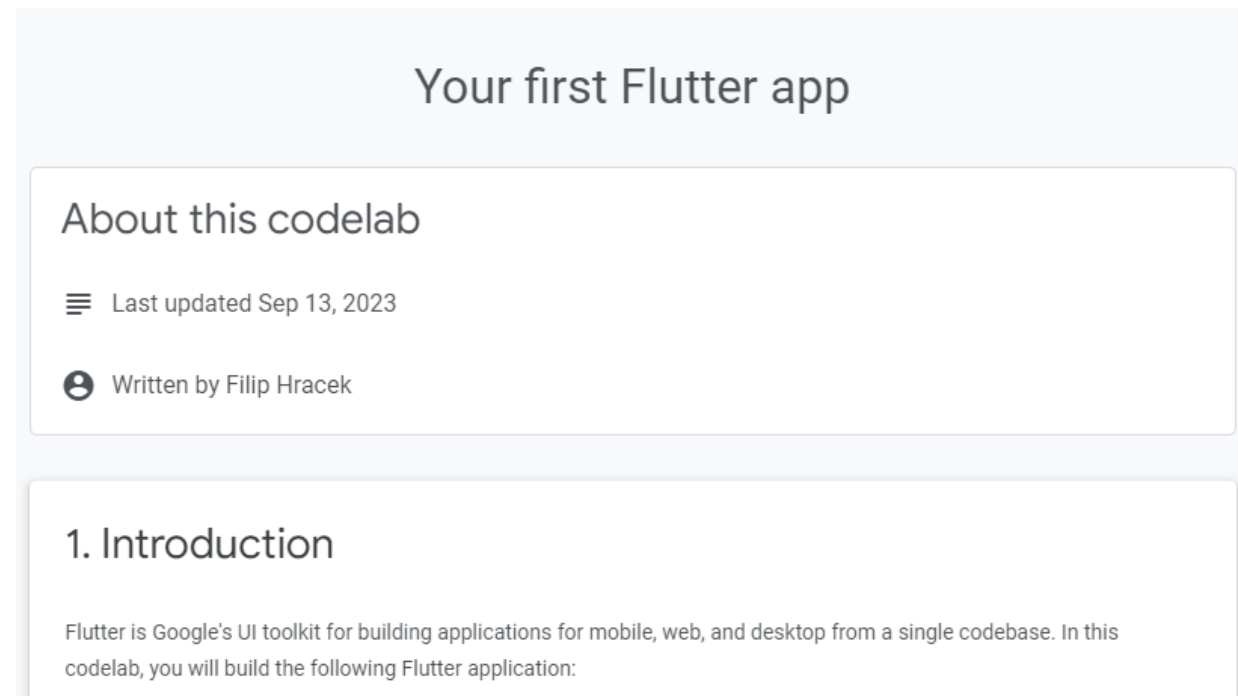 Your first Flutter app
About this codelab
Last updated Sep 13, 2023
Written by Filip Hracek
1. Introduction
Flutter is Google's UI toolkit for building applications for mobile, web, and desktop from a single codebase. In this
codelab, you will build the following Flutter application: